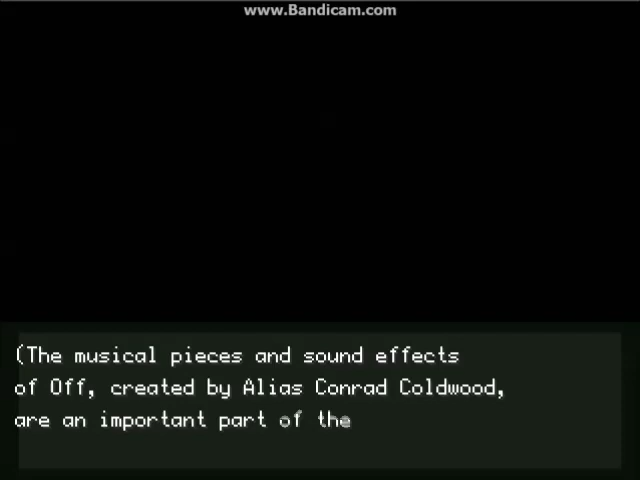 www.Bandicam.com
(The musical pieces and sound effects
of Off, created by Alias Conrad Coldwood,
are an important part of the